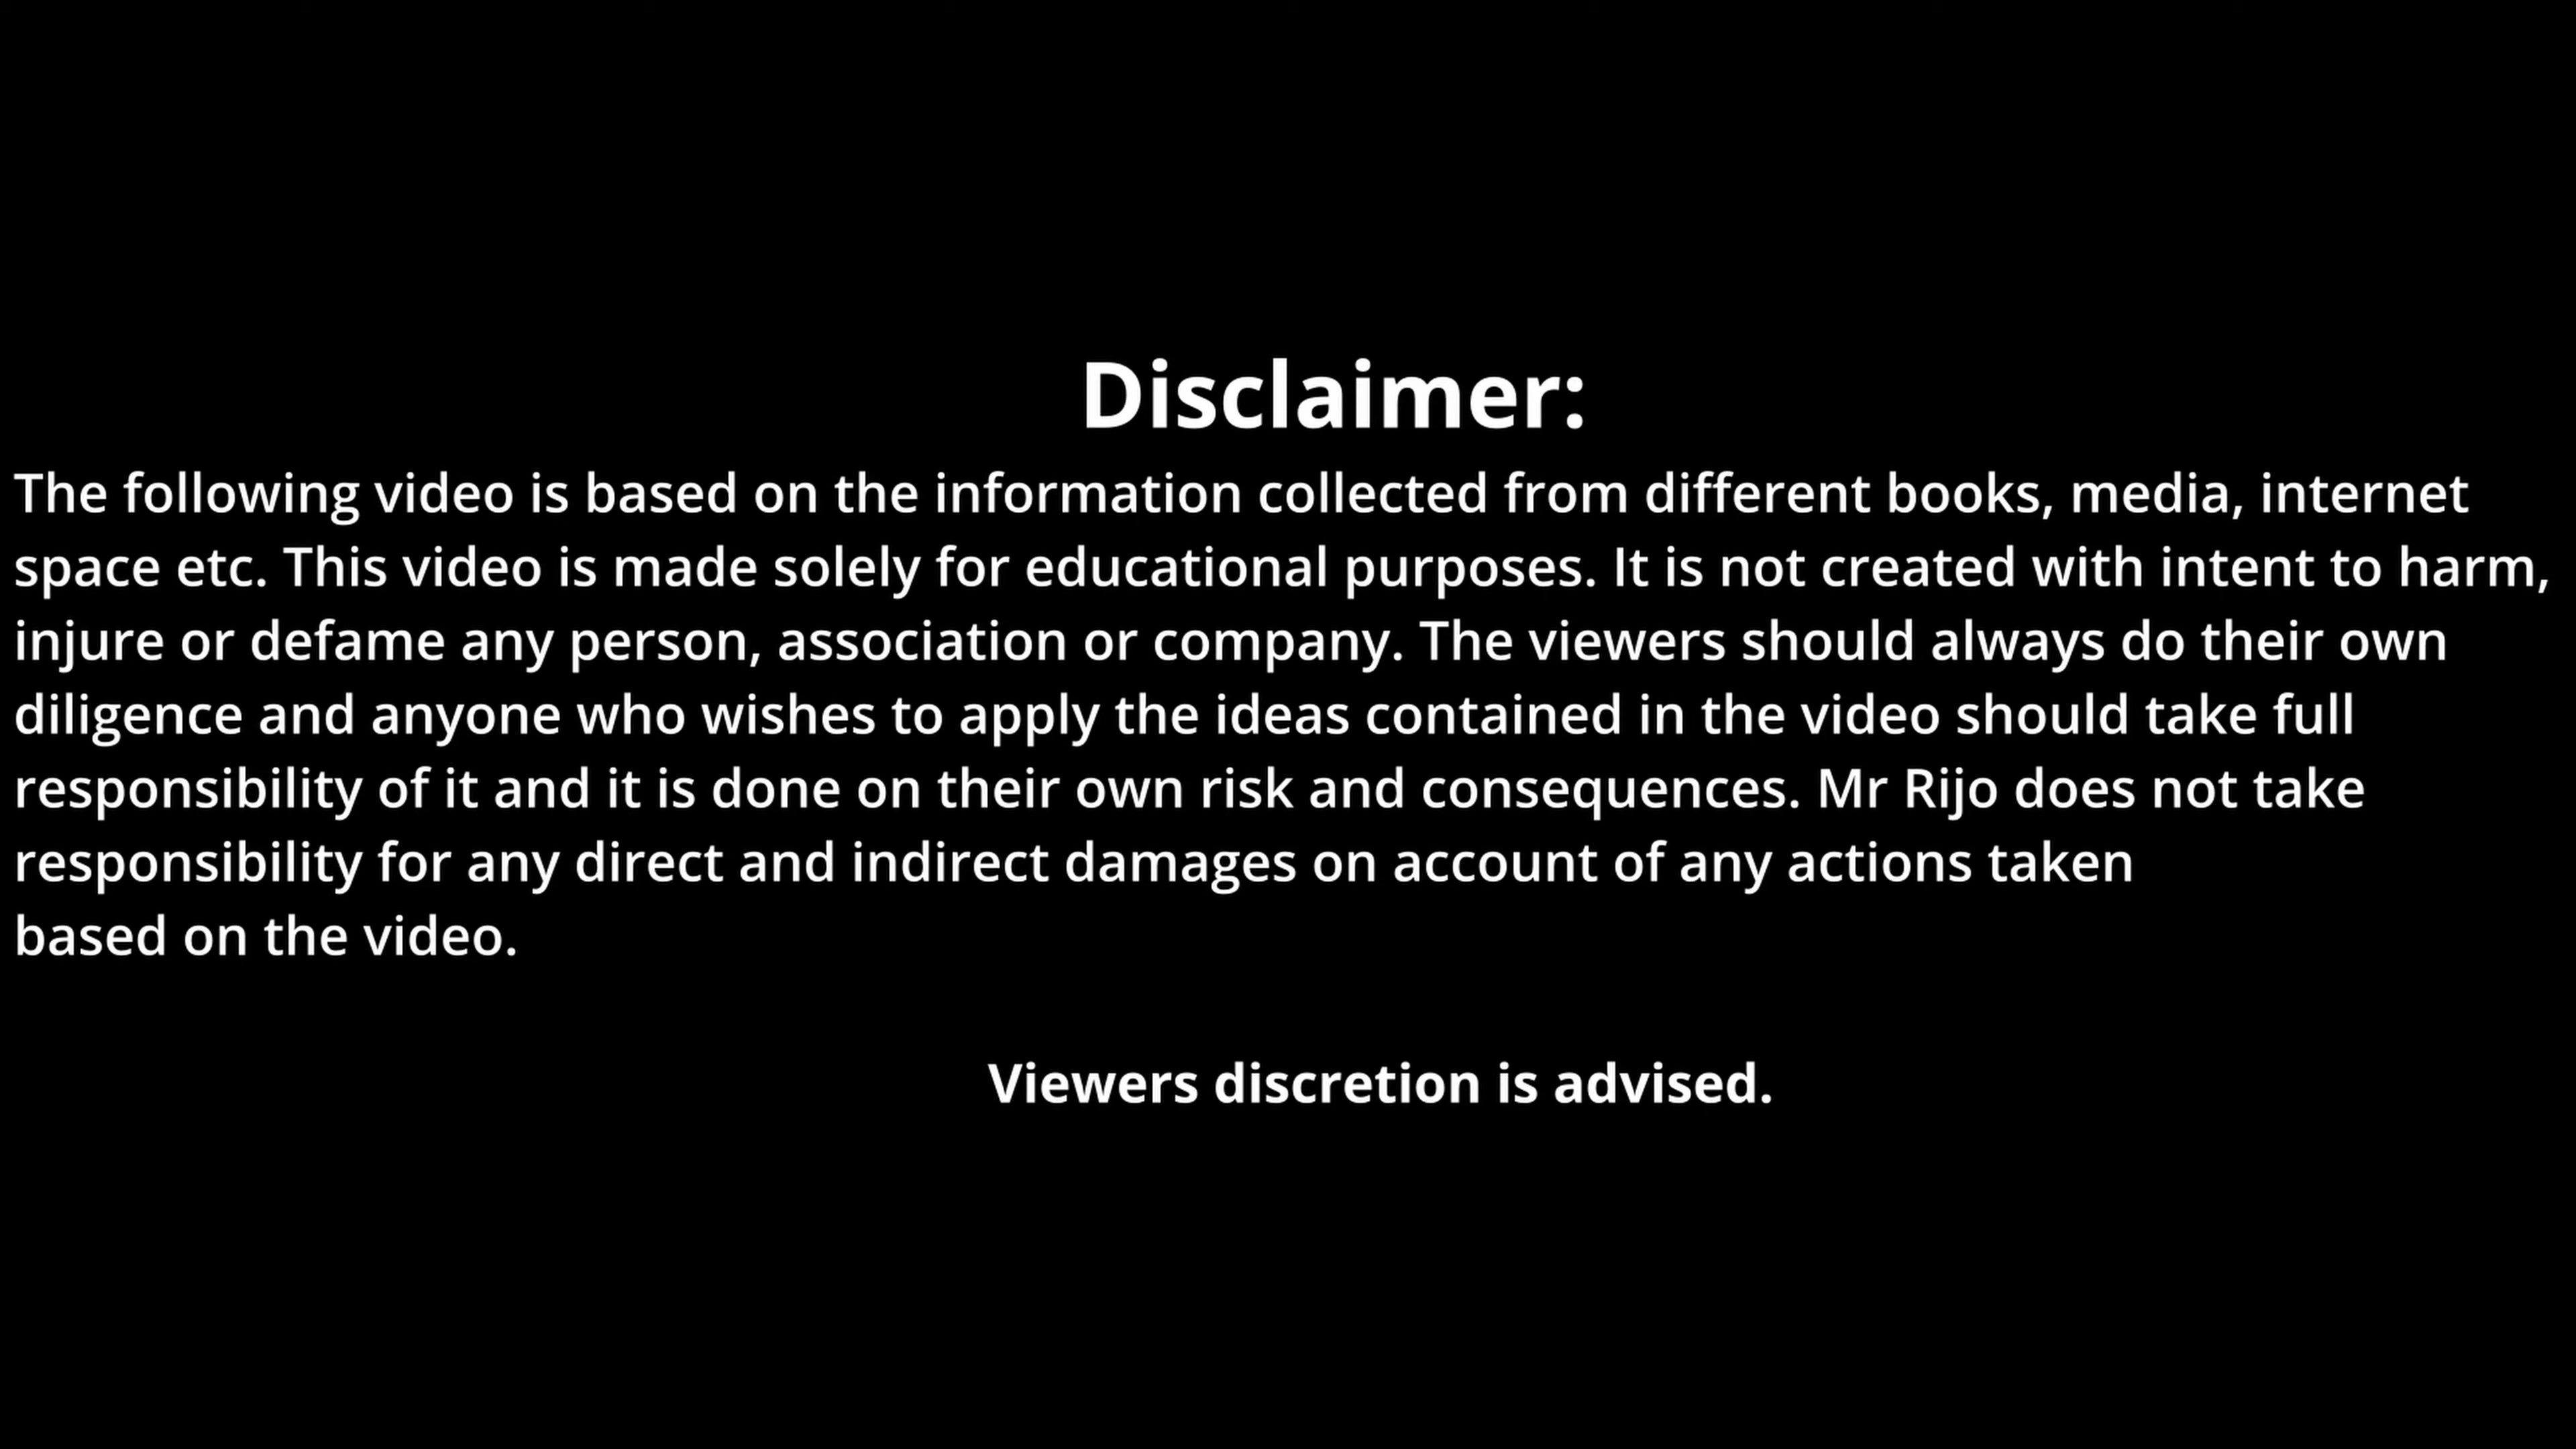 Disclaimer:
The following video is based on the information collected from different books, media, internet
space etc. This video is made solely for educational purposes. It is not created with intent to harm,
injure or defame any person, association or company. The viewers should always do their own
diligence and anyone who wishes to apply the ideas contained in the video should take full
responsibility of it and it is done on their own risk and consequences. Mr Rijo does not take
responsibility for any direct and indirect damages on account of any actions taken
based on the video.
Viewers discretion is advised.